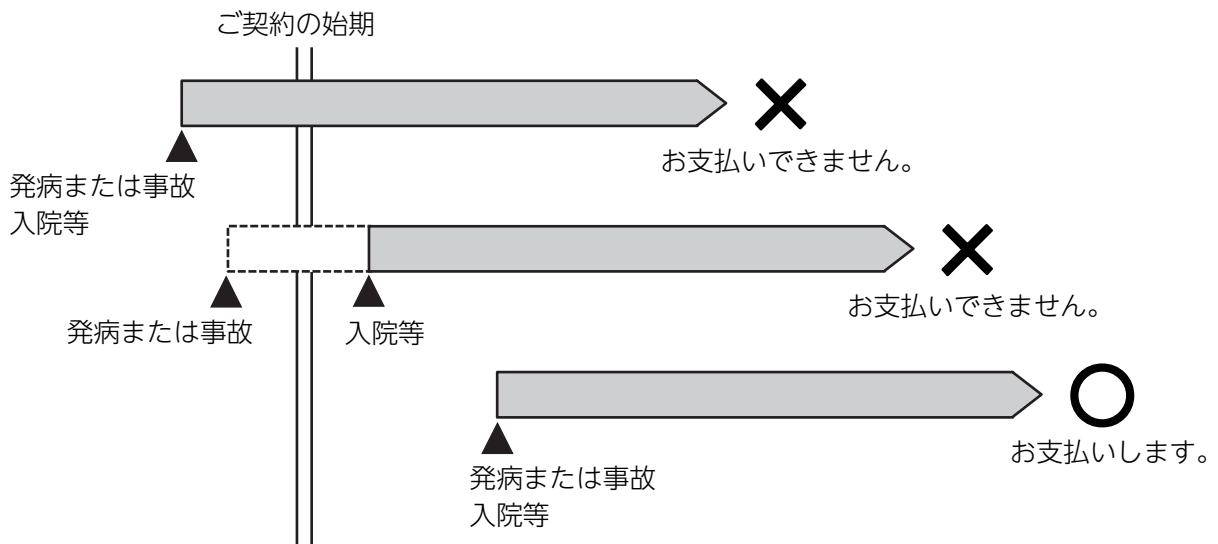 ご契約の始期
お支払いできません。
発病または事故
入院等
お支払いできません。
発病または事故
入院等
お支払いします。
発病または事故
入院等